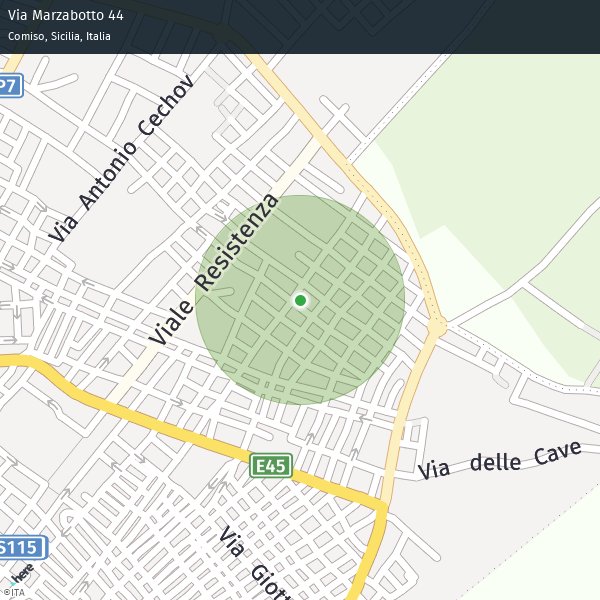 Via Marzabotto 44
Comiso, Sicilia, Italia
P7
Via Antonio Cechov
Viale Resistenza
E45
Via delle Cave
Via Giott
SS115
here
©ITA